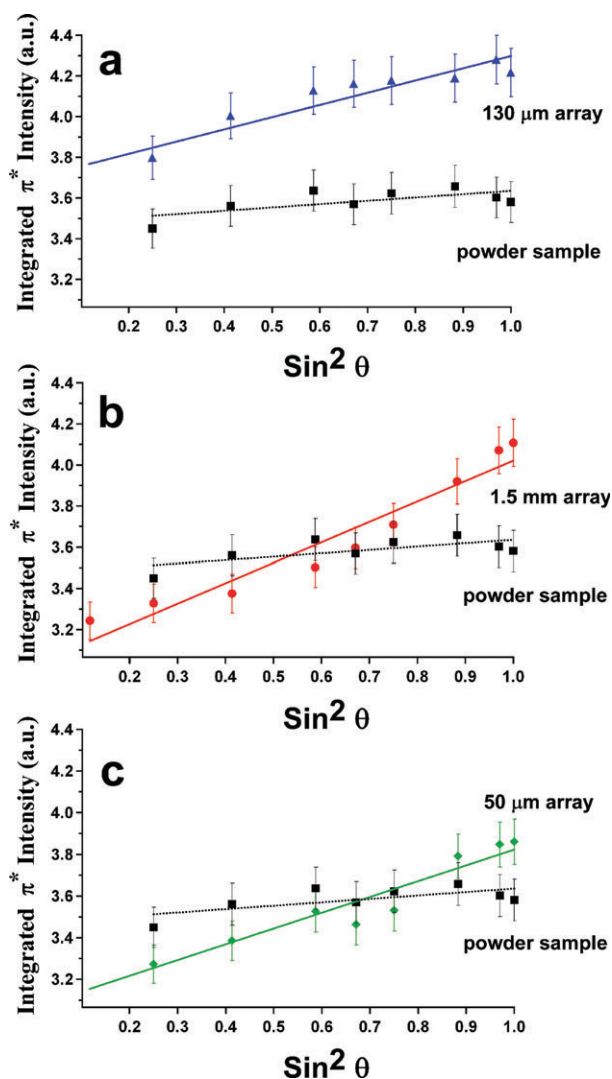 a
Integrated π* Intensity (a.u.)
4.4
4.2
4.0
3.8
3.6
3.4
3.2
130 μm array
powder sample
0.2 0.3 0.4 0.5 0.6 0.7 0.8 0.9 1.0
Sin² θ
b
Integrated π* Intensity (a.u.)
4.4
4.2
4.0
3.8
3.6
3.4
3.2
1.5 mm array
powder sample
0.2 0.3 0.4 0.5 0.6 0.7 0.8 0.9 1.0
Sin² θ
c
Integrated π* Intensity (a.u.)
4.4
4.2
4.0
3.8
3.6
3.4
3.2
50 μm array
powder sample
0.2 0.3 0.4 0.5 0.6 0.7 0.8 0.9 1.0
Sin² θ